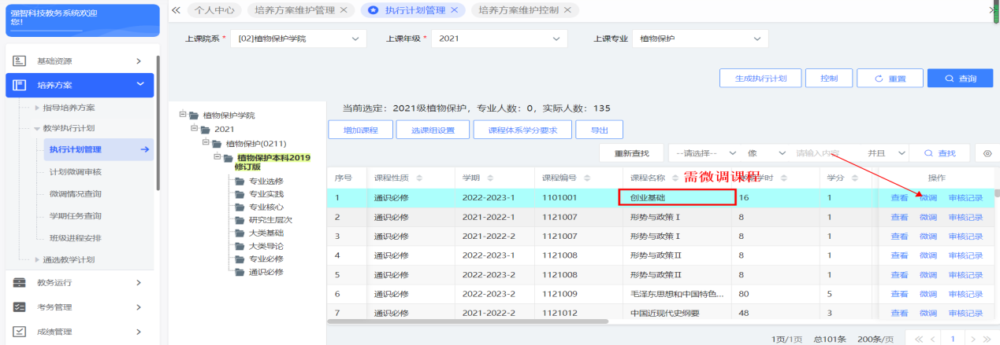 强智科技教务系统欢迎
您！
个人中心 培养方案维护管理 执行计划管理 培养方案维护控制
上课院系 * [02]植物保护学院 上课年级 * 2021 上课专业 植物保护
基础资源
培养方案
指导培养方案
教学执行计划
执行计划管理
计划微调审核
微调情况查询
学期任务查询
班级进程安排
通选教学计划
教务运行
考务管理
成绩管理
生成执行计划 控制 重置 查询
植物保护学院
2021
植物保护(0211)
植物保护本科2019
修订版
专业选修
专业实践
专业核心
研究生层次
大类基础
大类导论
专业必修
通识必修
当前选定：2021级植物保护，专业人数：0，实际人数：135
增加课程 选课组设置 课程体系学分要求 导出
重新查找 --请选择-- 像 请输入内容 并且 查找
需微调课程
序号 课程性质 学期 课程编号 课程名称 学时 学分 操作
1 通识必修 2022-2023-1 1101001 创业基础 16 1 查看 微调 审核记录
2 通识必修 2021-2022-1 1121007 形势与政策Ⅰ 8 1 查看 微调 审核记录
3 通识必修 2021-2022-2 1121007 形势与政策Ⅰ 8 1 查看 微调 审核记录
4 通识必修 2022-2023-1 1121008 形势与政策Ⅱ 8 1 查看 微调 审核记录
5 通识必修 2022-2023-2 1121008 形势与政策Ⅱ 8 1 查看 微调 审核记录
6 通识必修 2022-2023-2 1121009 毛泽东思想和中国特色... 80 5 查看 微调 审核记录
7 通识必修 2021-2022-2 1121012 中国近现代史纲要 48 3 查看 微调 审核记录
1页/1页 总101条 200条/页 1